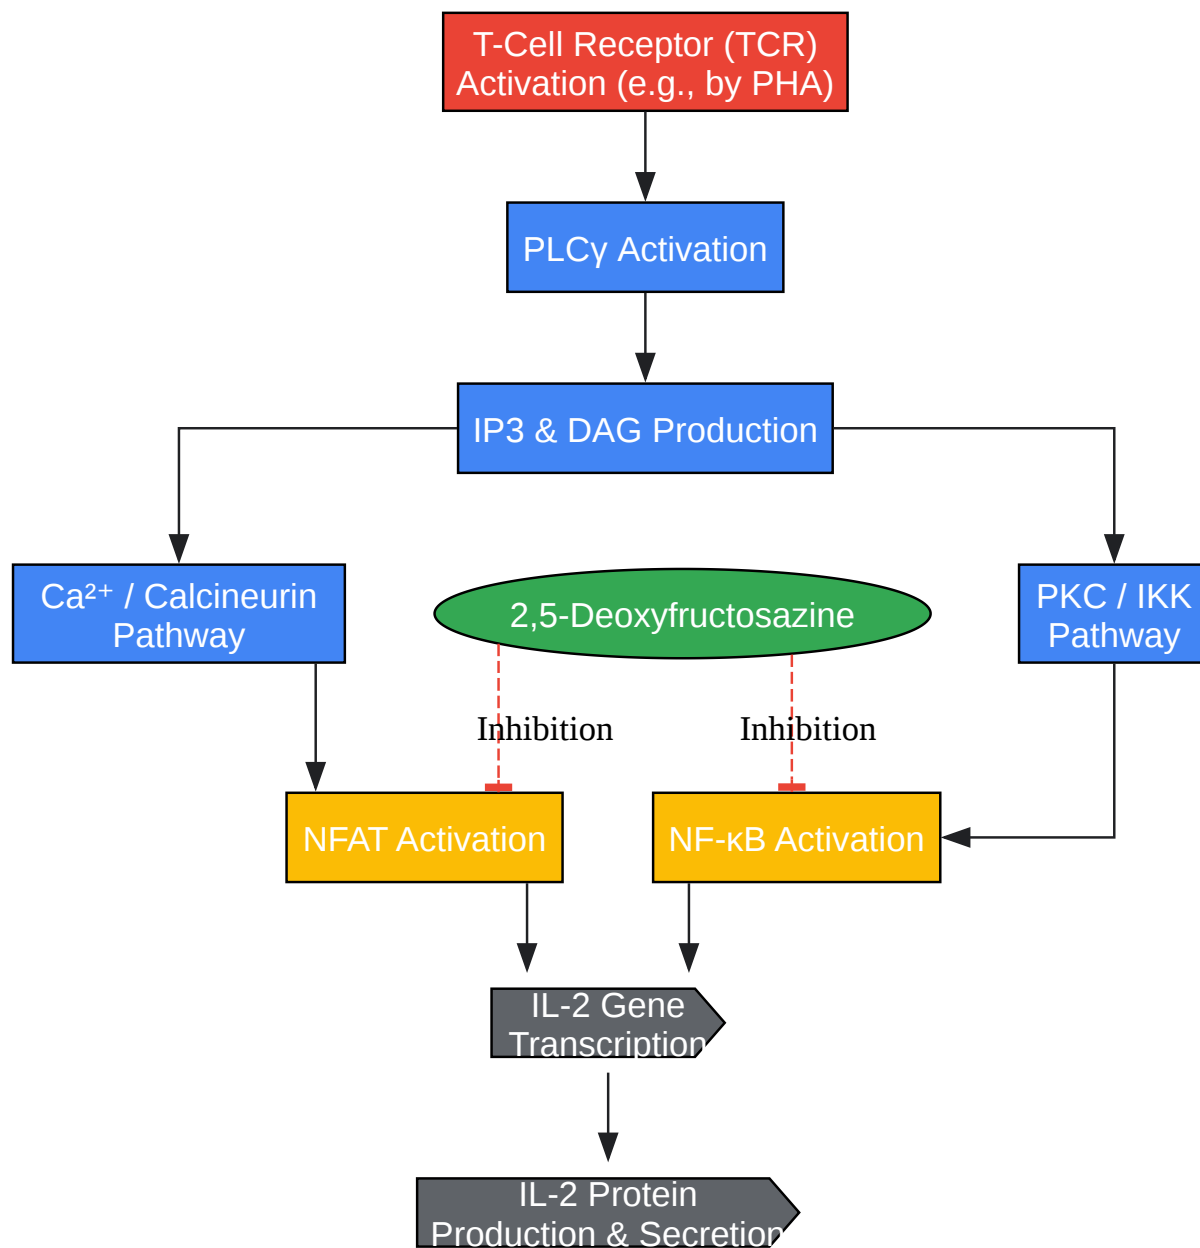 T-Cell Receptor (TCR)
Activation (e.g., by PHA)
PLCγ Activation
IP3 & DAG Production
Ca²⁺ / Calcineurin
Pathway
2,5-Deoxyfructosazine
PKC / IKK
Pathway
Inhibition
Inhibition
NFAT Activation
NF-κB Activation
IL-2 Gene
Transcription
IL-2 Protein
Production & Secretion